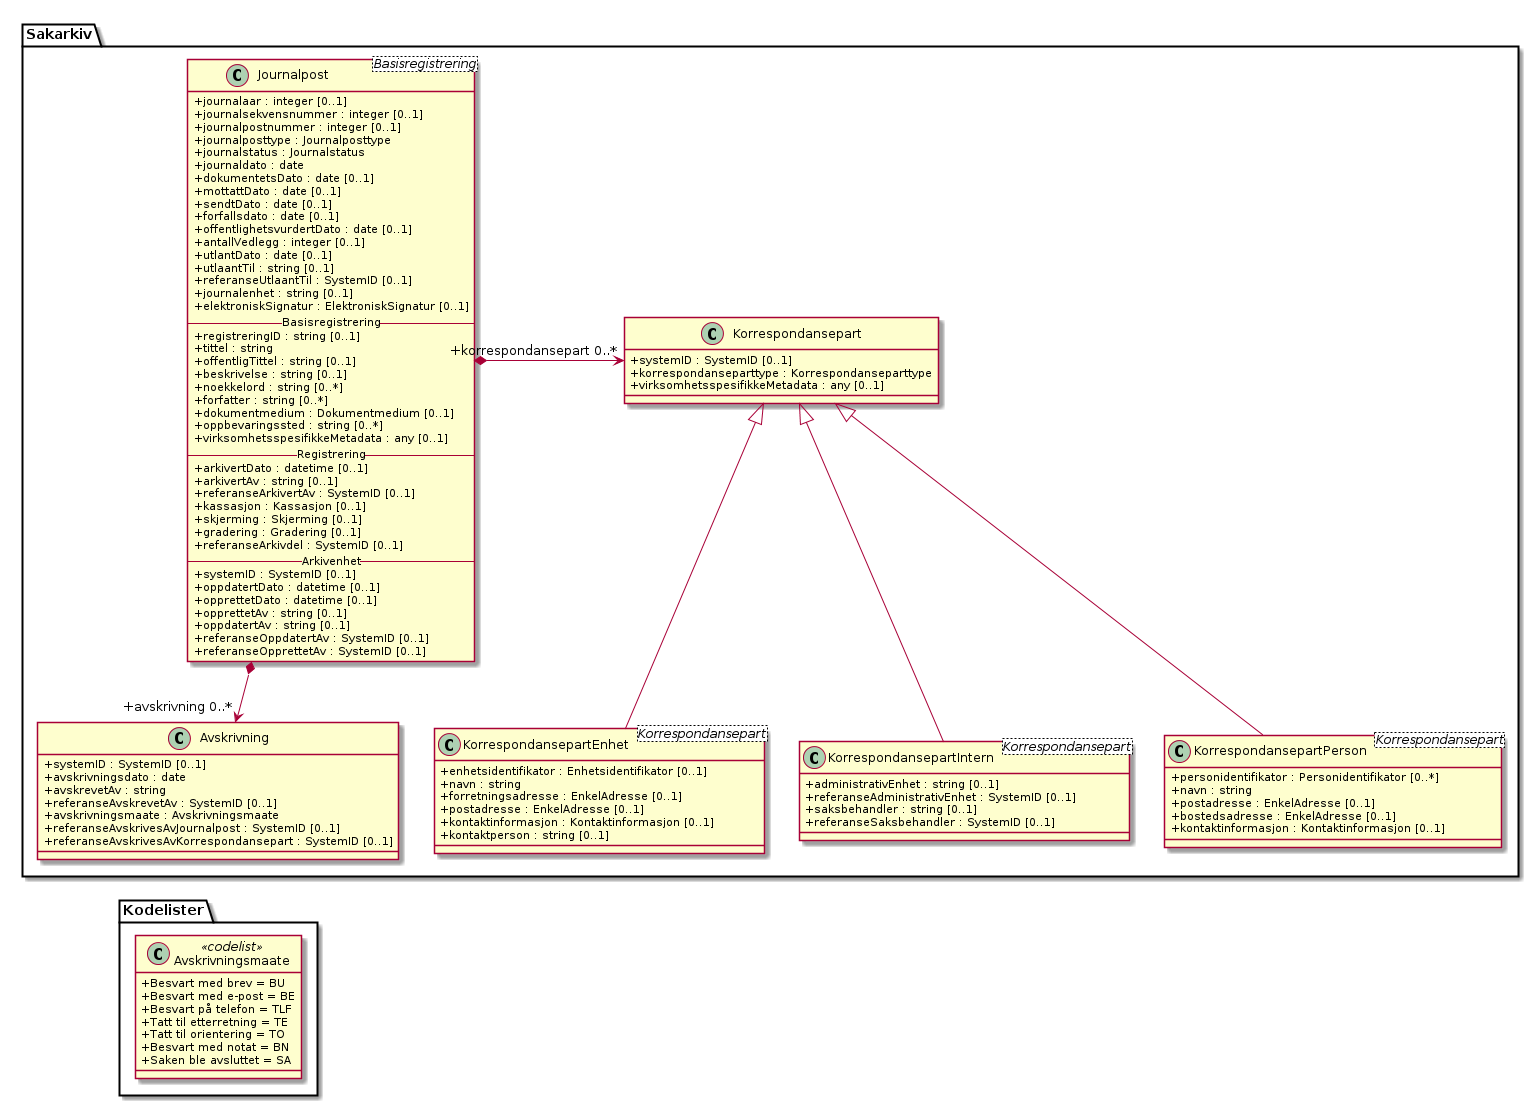 Sakarkiv
Journalpost
Basisregistrering
+journalaar : integer [0..1]
+journalsekvensnummer : integer [0..1]
+journalpostnummer : integer [0..1]
+journalposttype : Journalposttype
+journalstatus : Journalstatus
+journaldato : date
+dokumentetsDato : date [0..1]
+mottattDato : date [0..1]
+sendtDato : date [0..1]
+forfallsdato : date [0..1]
+offentlighetsvurdertDato : date [0..1]
+antallVedlegg : integer [0..1]
+utlantDato : date [0..1]
+utlaantTil : string [0..1]
+referanseUtlaantTil : SystemID [0..1]
+journalenhet : string [0..1]
+elektroniskSignatur : ElektroniskSignatur [0..1]
Basisregistrering
+registreringID : string [0..1]
+tittel : string
+offentligTittel : string [0..1]
+beskrivelse : string [0..1]
+noekkelord : string [0..*]
+forfatter : string [0..*]
+dokumentmedium : Dokumentmedium [0..1]
+oppbevaringssted : string [0..*]
+virksomhetsspesifikkeMetadata : any [0..1]
Registrering
+arkivertDato : datetime [0..1]
+arkivertAv : string [0..1]
+referanseArkivertAv : SystemID [0..1]
+kassasjon : Kassasjon [0..1]
+skjerming : Skjerming [0..1]
+gradering : Gradering [0..1]
+referanseArkivdel : SystemID [0..1]
Arkivenhet
+systemID : SystemID [0..1]
+oppdatertDato : datetime [0..1]
+opprettetDato : datetime [0..1]
+opprettetAv : string [0..1]
+oppdatertAv : string [0..1]
+referanseOppdatertAv : SystemID [0..1]
+referanseOpprettetAv : SystemID [0..1]
+korrespondansepart 0..*
Korrespondansepart
+systemID : SystemID [0..1]
+korrespondanseparttype : Korrespondanseparttype
+virksomhetsspesifikkeMetadata : any [0..1]
+avskrivning 0..*
Avskrivning
+systemID : SystemID [0..1]
+avskrivningsdato : date
+avskrevetAv : string
+referanseAvskrevetAv : SystemID [0..1]
+avskrivningsmaate : Avskrivningsmaate
+referanseAvskrivesAvJournalpost : SystemID [0..1]
+referanseAvskrivesAvKorrespondansepart : SystemID [0..1]
KorrespondansepartEnhet
Korrespondansepart
+enhetsidentifikator : Enhetsidentifikator [0..1]
+navn : string
+forretningsadresse : EnkelAdresse [0..1]
+postadresse : EnkelAdresse [0..1]
+kontaktinformasjon : Kontaktinformasjon [0..1]
+kontaktperson : string [0..1]
KorrespondansepartIntern
Korrespondansepart
+administrativEnhet : string [0..1]
+referanseAdministrativEnhet : SystemID [0..1]
+saksbehandler : string [0..1]
+referanseSaksbehandler : SystemID [0..1]
KorrespondansepartPerson
Korrespondansepart
+personidentifikator : Personidentifikator [0..*]
+navn : string
+postadresse : EnkelAdresse [0..1]
+bostedsadresse : EnkelAdresse [0..1]
+kontaktinformasjon : Kontaktinformasjon [0..1]
Kodelister
«codelist»
Avskrivningsmaate
+Besvart med brev = BU
+Besvart med e-post = BE
+Besvart på telefon = TLF
+Tatt til etterretning = TE
+Tatt til orientering = TO
+Besvart med notat = BN
+Saken ble avsluttet = SA